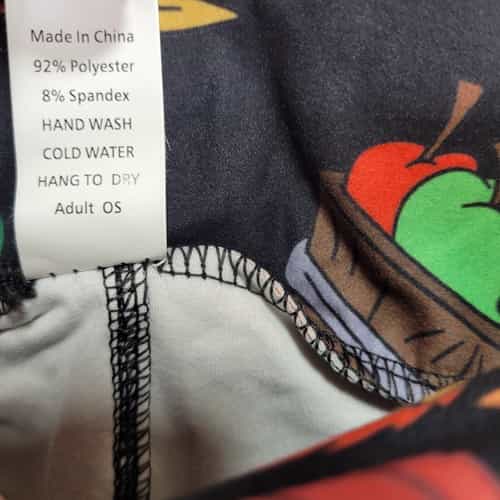 Made In China
92% Polyester
8% Spandex
HAND WASH
COLD WATER
HANG TO DRY
Adult OS